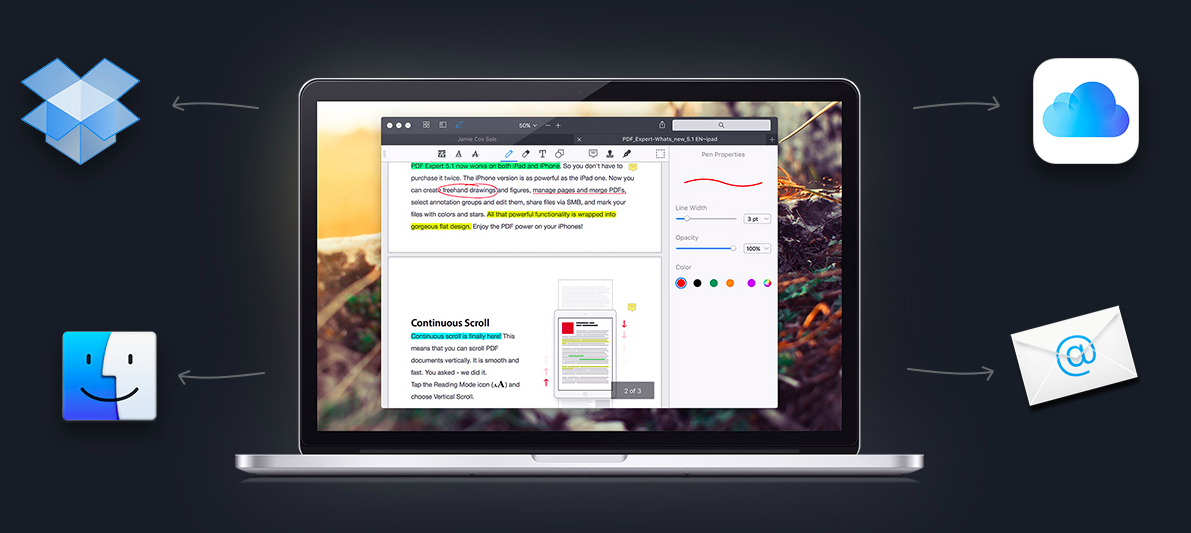 50%
Jamie Cox Sale
PDF_Expert-Whats_new_5.1 EN-ipad
Pen Properties
PDF Expert 5.1 now works on both iPad and iPhone. So you don't have to
purchase it twice. The iPhone version is as powerful as the iPad one. Now you
can create freehand drawings and figures, manage pages and merge PDFs,
select annotation groups and edit them, share files via SMB, and mark your
files with colors and stars. All that powerful functionality is wrapped into
gorgeous flat design. Enjoy the PDF power on your iPhones!
Line Width
3 pt
Opacity
100%
Color
Continuous Scroll
Continuous scroll is finally here! This
means that you can scroll PDF
documents vertically. It is smooth and
fast. You asked - we did it.
Tap the Reading Mode icon (AA) and
choose Vertical Scroll.
2 of 3
@